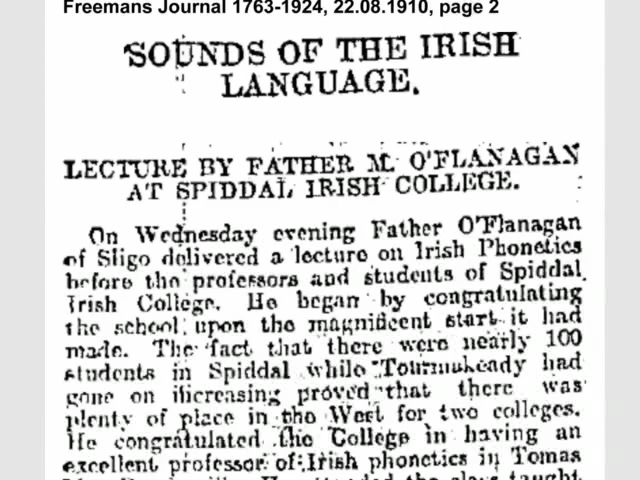 Freemans Journal 1763-1924, 22.08.1910, page 2
SOUNDS OF THE IRISH
LANGUAGE.
LECTURE BY FATHER M. O'FLANAGAN
AT SPIDDAL IRISH COLLEGE.
On Wednesday evening Father O'Flanagan
of Sligo delivered a lecture on Irish Phonetics
before the professors and students of Spiddal
Irish College. He began by congratulating
the school upon the magnificent start it had
made. The fact that there were nearly 100
students in Spiddal while Tourmakeady had
gone on increasing proved that there was
plenty of place in the West for two colleges.
He congratulated the College in having an
excellent professor of Irish phonetics in Tomas